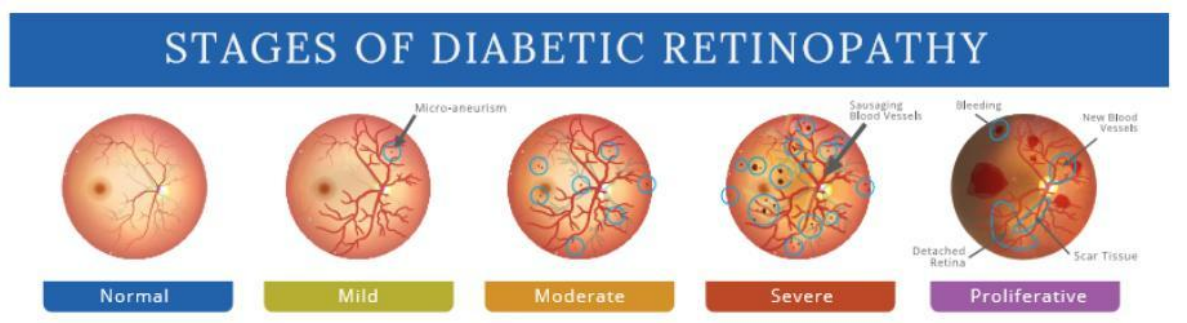 STAGES OF DIABETIC RETINOPATHY
Micro-aneurism
Sausaging
Blood Vessels
Bleeding
New Blood
Vessels
Detached
Retina
Scar Tissue
Normal
Mild
Moderate
Severe
Proliferative